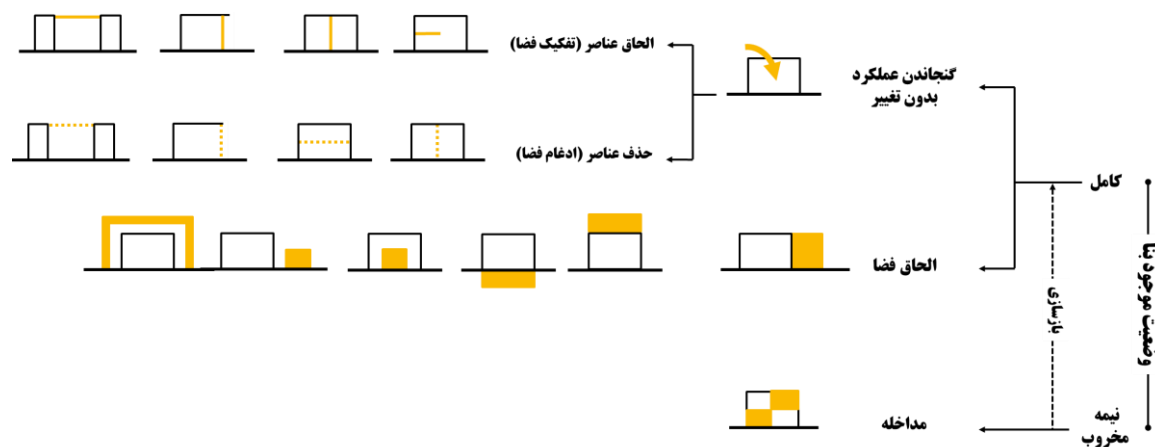 وضعیت موجود بنا
کامل
بازسازی
نیمه
مخروب
گنجاندن عملکرد
بدون تغییر
الحاق عناصر (تفکیک فضا)
حذف عناصر (ادغام فضا)
الحاق فضا
مداخله